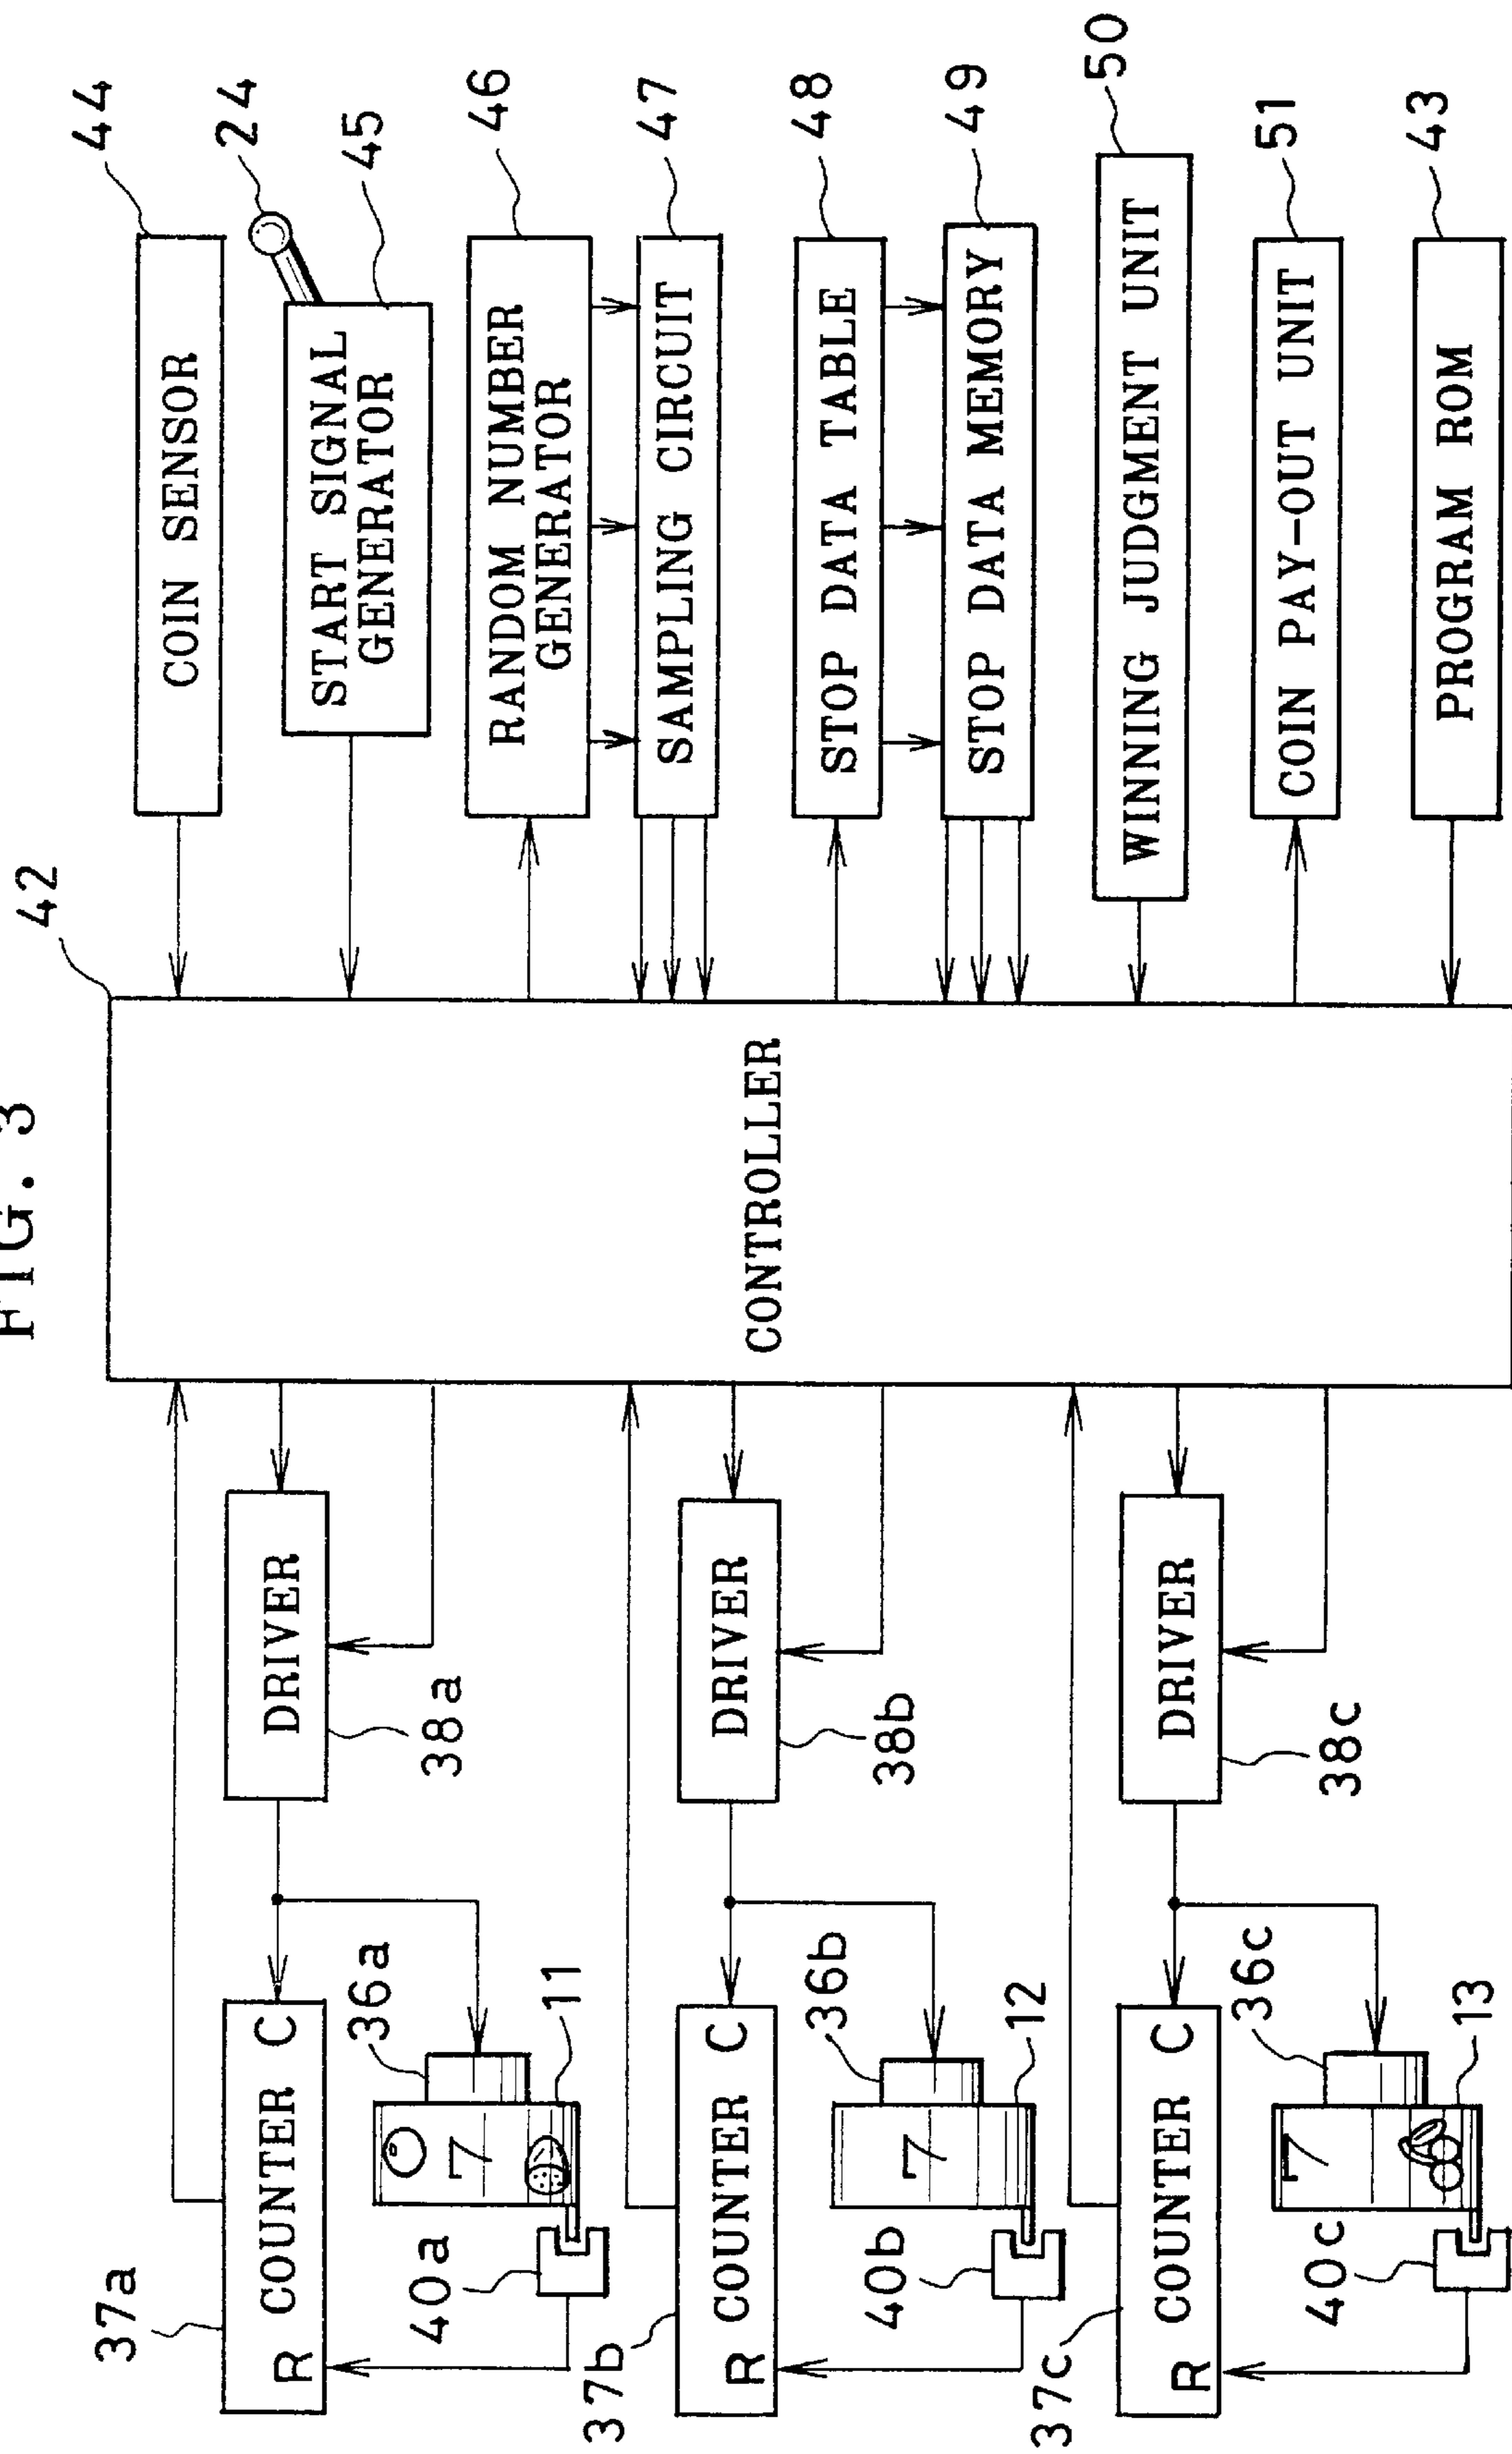 FIG. 3
37a
R COUNTER C
36a
11
40a
DRIVER
38a
37b
R COUNTER C
36b
12
40b
DRIVER
38b
37c
R COUNTER C
36c
13
40c
DRIVER
38c
42
CONTROLLER
COIN SENSOR
44
24
START SIGNAL
GENERATOR
45
RANDOM NUMBER
GENERATOR
46
SAMPLING CIRCUIT
47
STOP DATA TABLE
48
STOP DATA MEMORY
49
WINNING JUDGMENT UNIT
50
COIN PAY-OUT UNIT
51
PROGRAM ROM
43
7
7
7